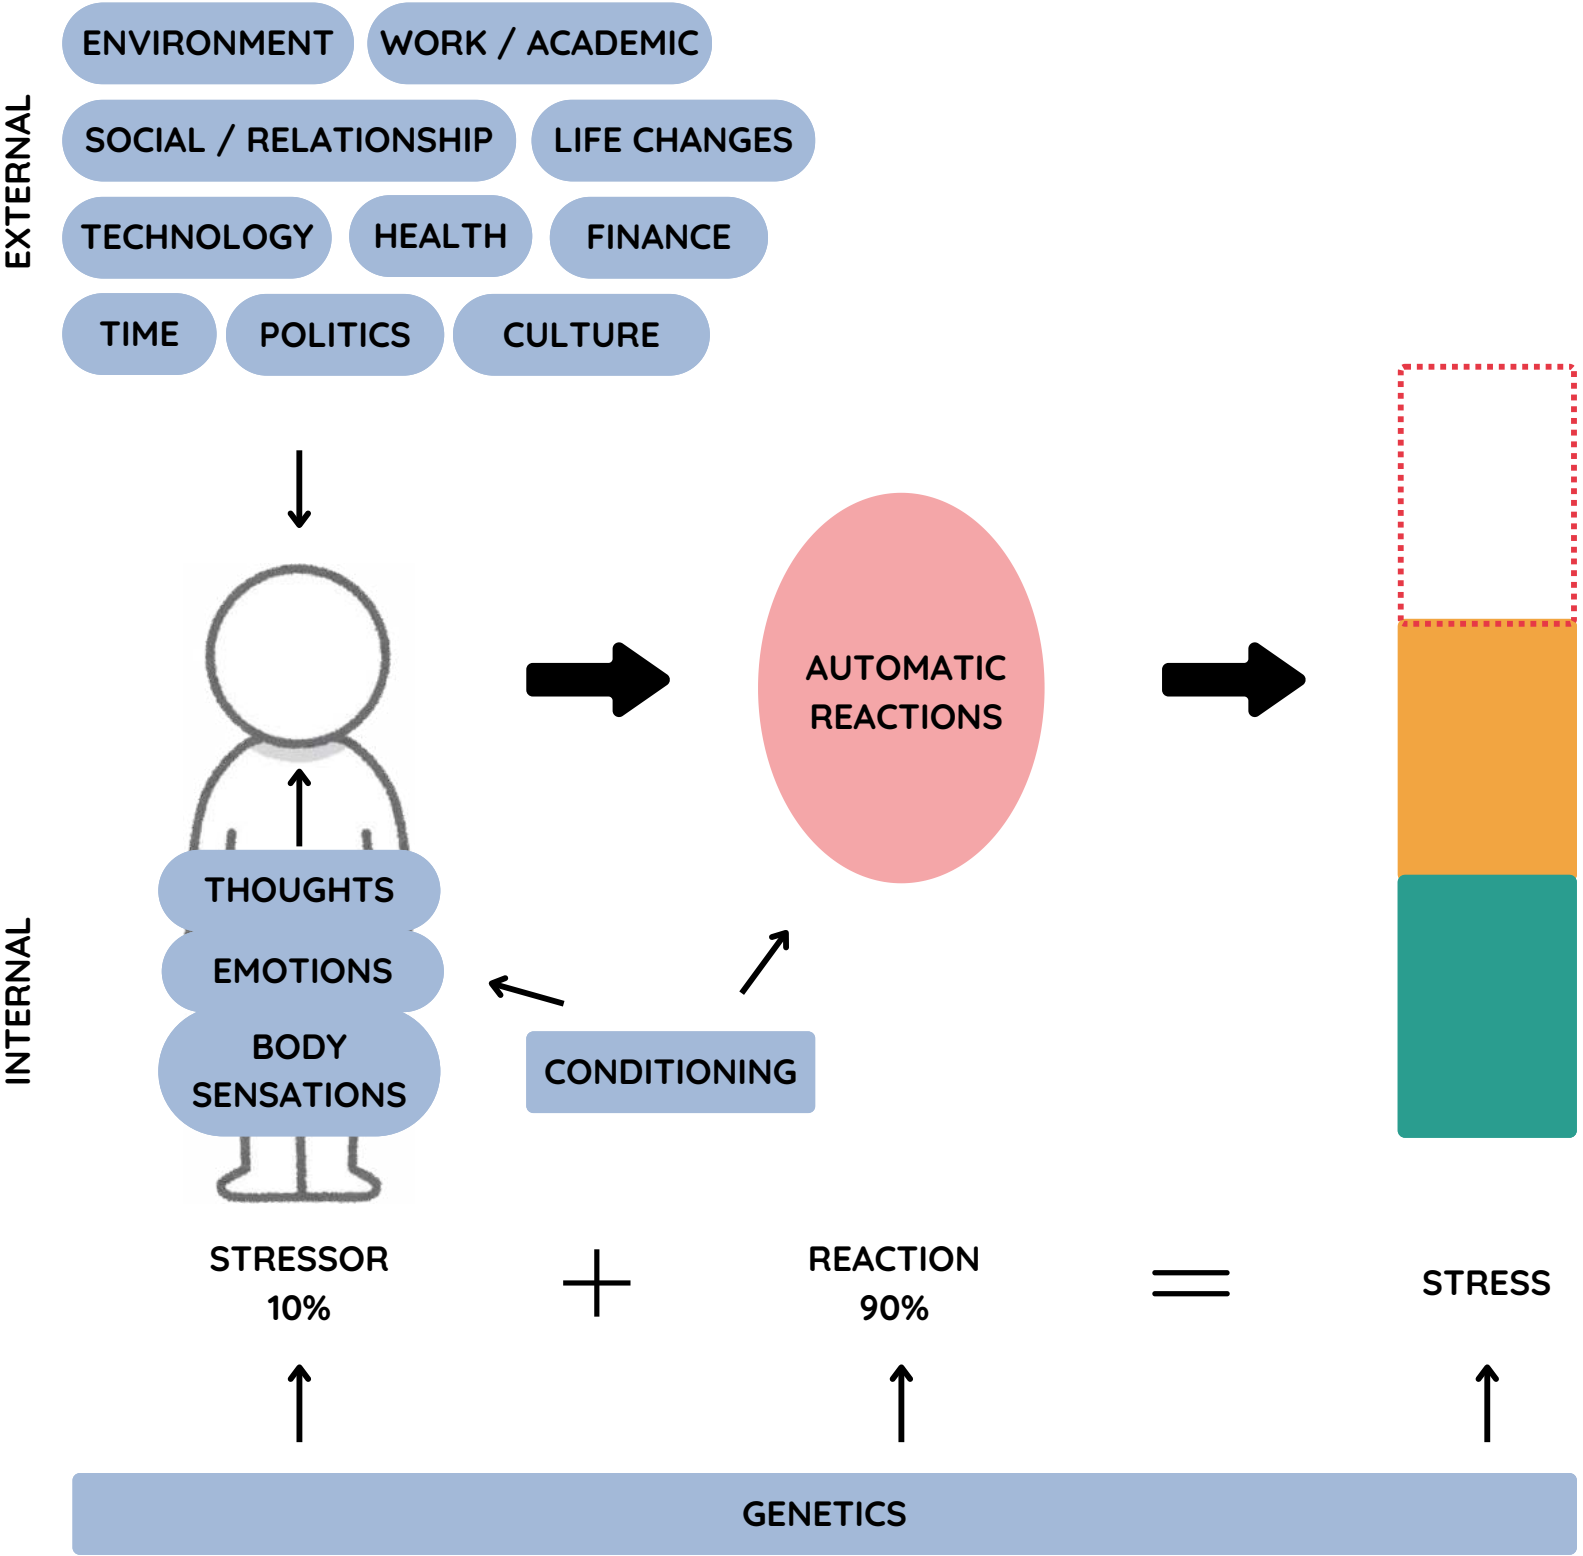 EXTERNAL
ENVIRONMENT
WORK / ACADEMIC
SOCIAL / RELATIONSHIP
LIFE CHANGES
TECHNOLOGY
HEALTH
FINANCE
TIME
POLITICS
CULTURE
AUTOMATIC
REACTIONS
INTERNAL
THOUGHTS
EMOTIONS
BODY
SENSATIONS
CONDITIONING
STRESSOR
10%
+
REACTION
90%
=
STRESS
GENETICS